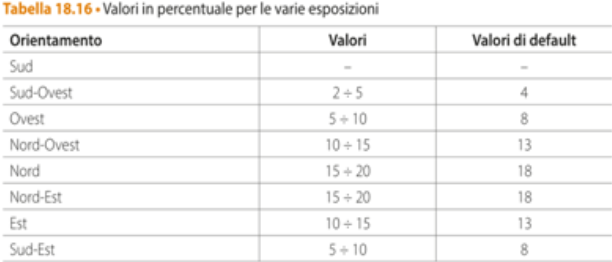 Tabella 18.16 • Valori in percentuale per le varie esposizioni
Orientamento Valori Valori di default
Sud – –
Sud-Ovest 2 ÷ 5 4
Ovest 5 ÷ 10 8
Nord-Ovest 10 ÷ 15 13
Nord 15 ÷ 20 18
Nord-Est 15 ÷ 20 18
Est 10 ÷ 15 13
Sud-Est 5 ÷ 10 8